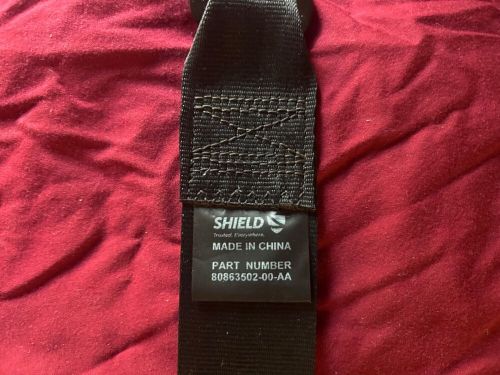 SHIELD
Trusted. Everywhere.
MADE IN CHINA
PART NUMBER
80863502-00-AA